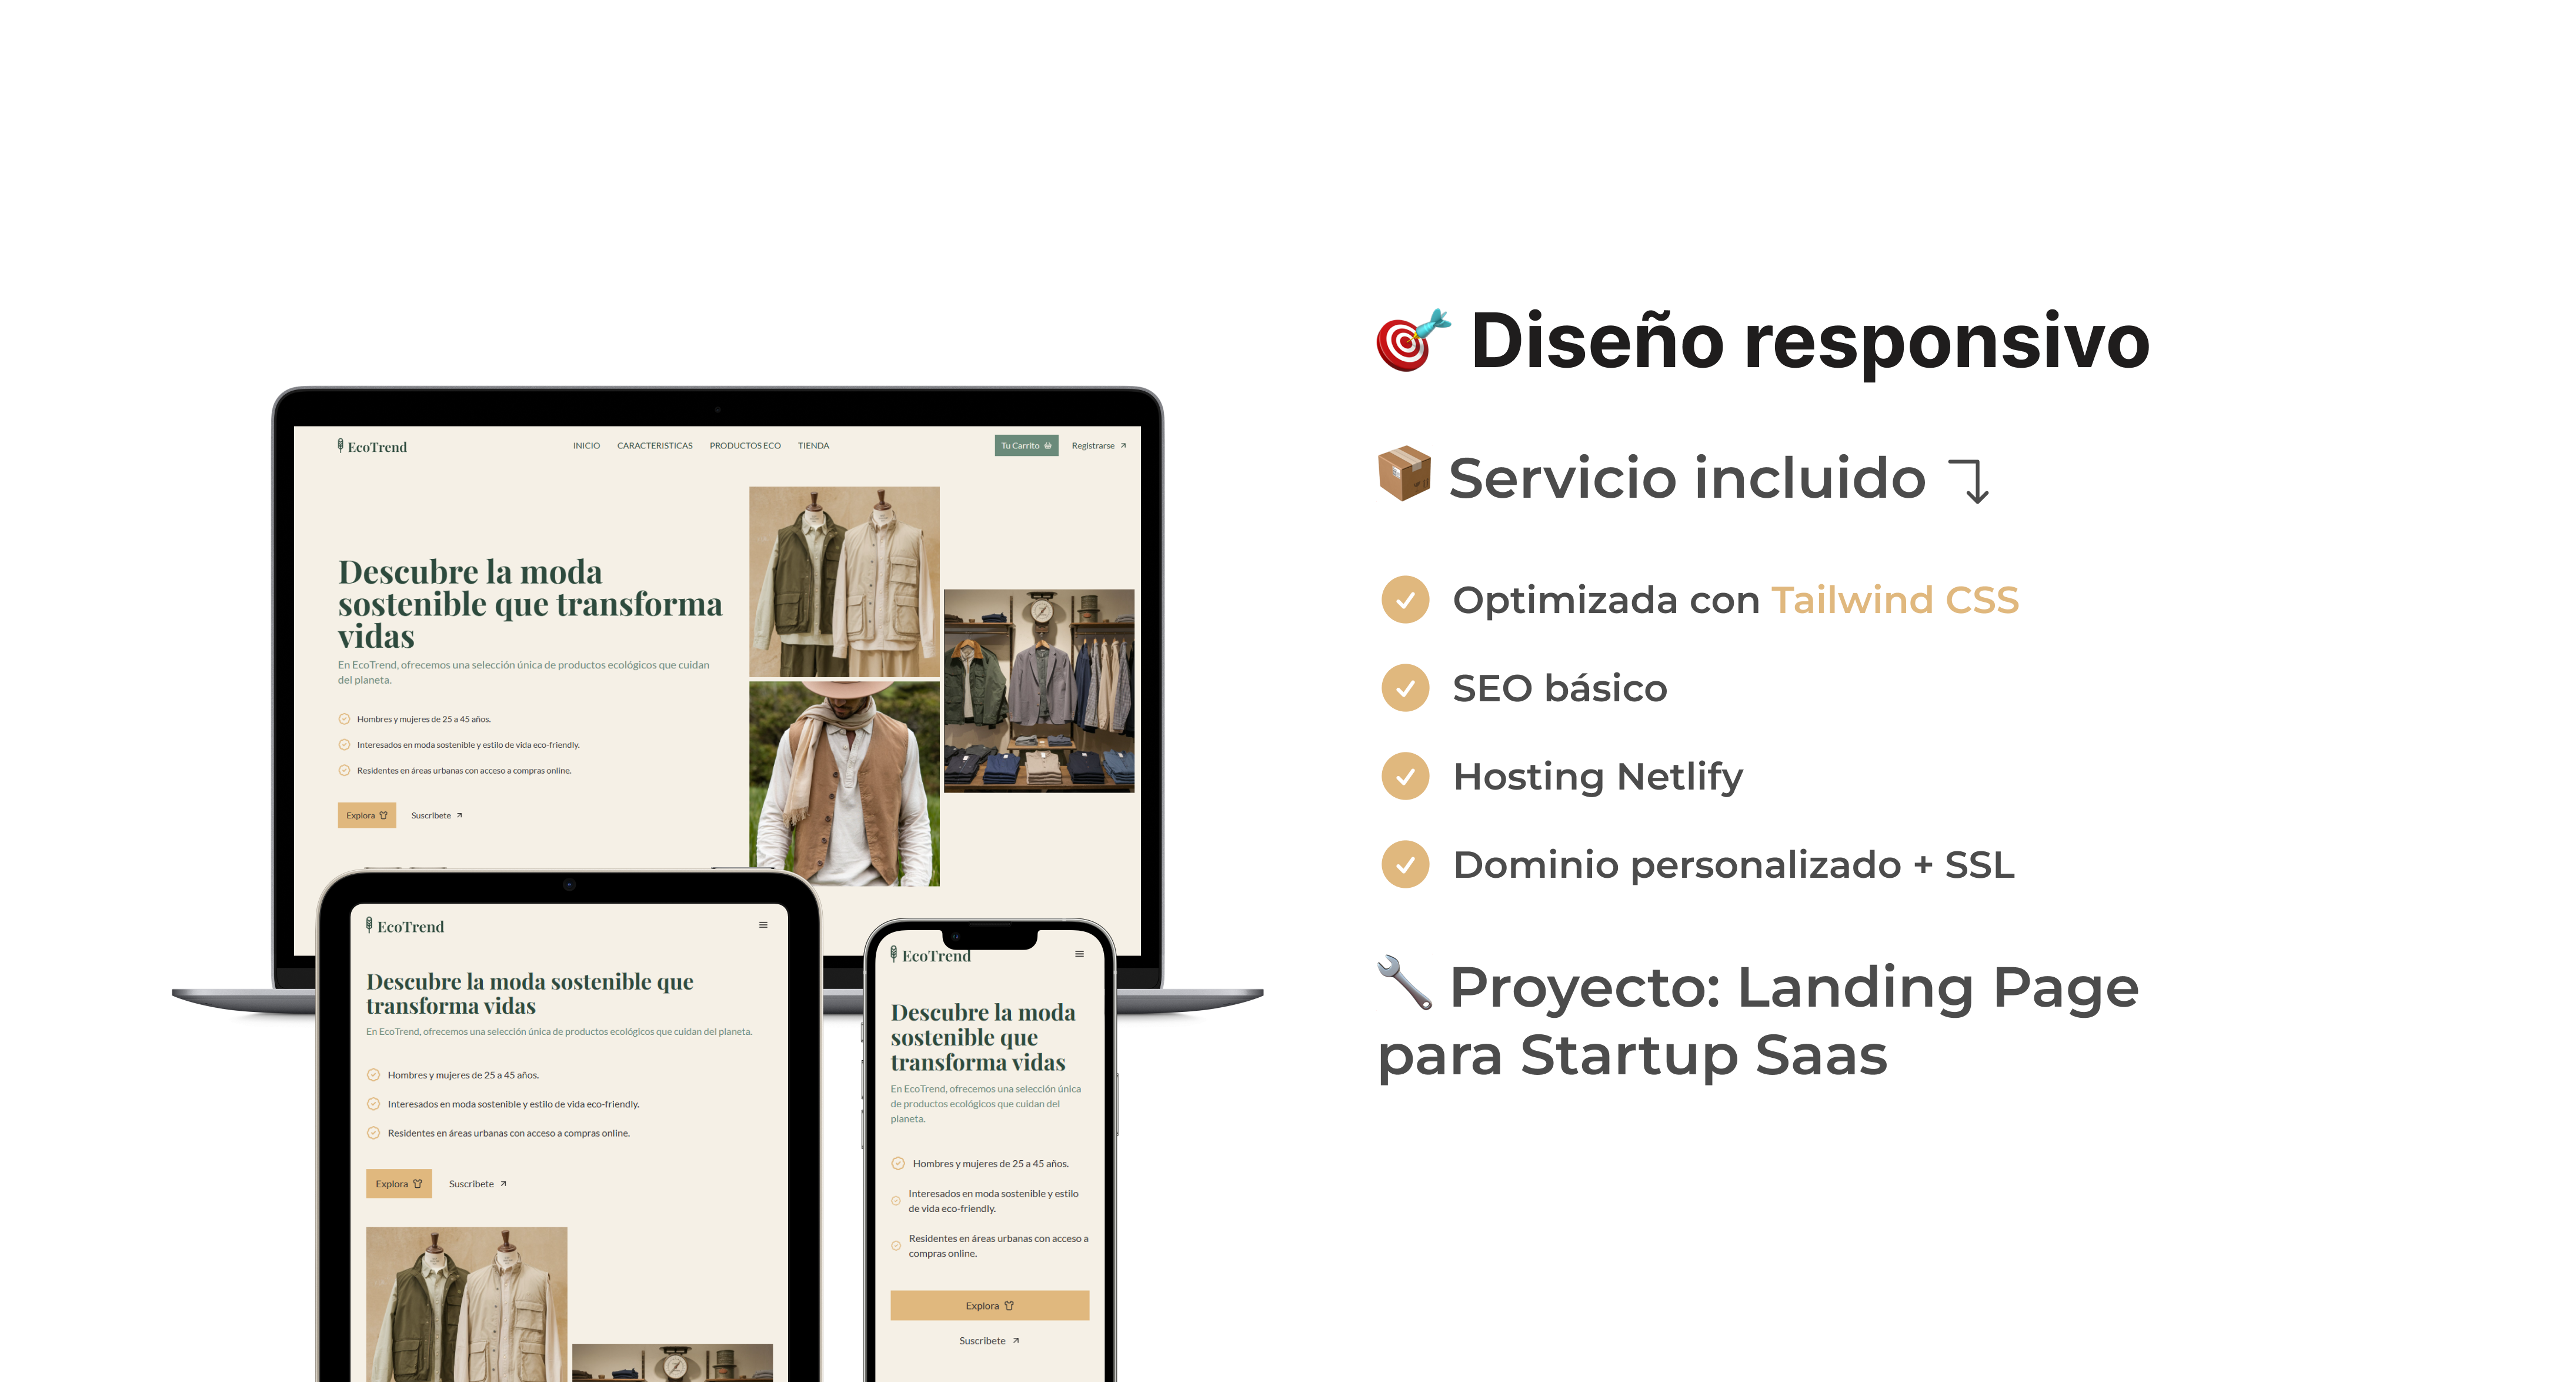 EcoTrend
INICIO CARACTERISTICAS PRODUCTOS ECO TIENDA
Tu Carrito Registrarse
Descubre la moda
sostenible que transforma
vidas
En EcoTrend, ofrecemos una selección única de productos ecológicos que cuidan
del planeta.
Hombres y mujeres de 25 a 45 años.
Interesados en moda sostenible y estilo de vida eco-friendly.
Residentes en áreas urbanas con acceso a compras online.
Explora Suscribete
EcoTrend
Descubre la moda sostenible que
transforma vidas
En EcoTrend, ofrecemos una selección única de productos ecológicos que cuidan del planeta.
Hombres y mujeres de 25 a 45 años.
Interesados en moda sostenible y estilo de vida eco-friendly.
Residentes en áreas urbanas con acceso a compras online.
Explora Suscribete
EcoTrend
Descubre la moda
sostenible que
transforma vidas
En EcoTrend, ofrecemos una selección única
de productos ecológicos que cuidan del
planeta.
Hombres y mujeres de 25 a 45 años.
Interesados en moda sostenible y estilo
de vida eco-friendly.
Residentes en áreas urbanas con acceso a
compras online.
Explora
Suscribete
🎯 Diseño responsivo
📦 Servicio incluido ⤵
Optimizada con Tailwind CSS
SEO básico
Hosting Netlify
Dominio personalizado + SSL
🔧 Proyecto: Landing Page
para Startup Saas